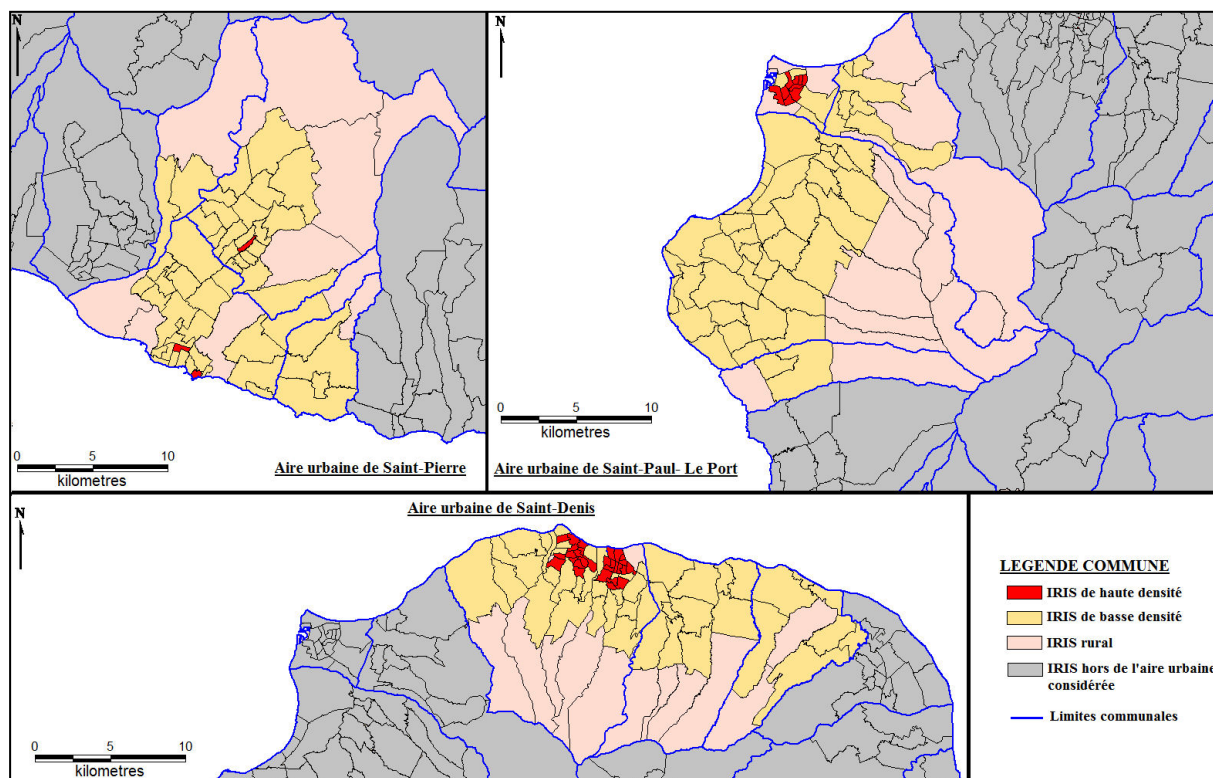 N
0 5 10
kilometres
Aire urbaine de Saint-Pierre
N
0 5 10
kilometres
Aire urbaine de Saint-Paul- Le Port
N
Aire urbaine de Saint-Denis
0 5 10
kilometres
LEGENDE COMMUNE
IRIS de haute densité
IRIS de basse densité
IRIS rural
IRIS hors de l'aire urbaine
considérée
Limites communales